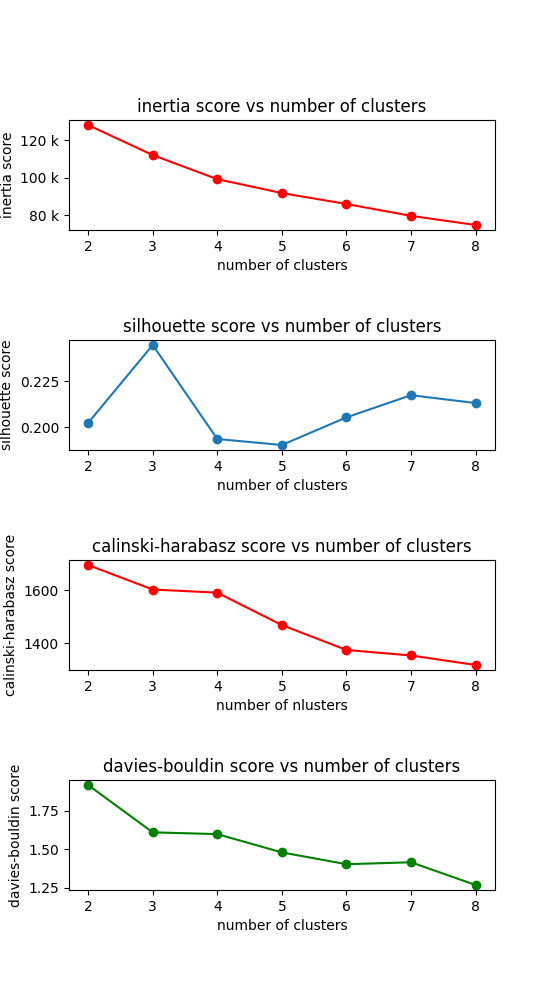 inertia score vs number of clusters
inertia score
120 k
100 k
80 k
2 3 4 5 6 7 8
number of clusters
silhouette score vs number of clusters
silhouette score
0.225
0.200
2 3 4 5 6 7 8
number of clusters
calinski-harabasz score vs number of clusters
calinski-harabasz score
1600
1400
2 3 4 5 6 7 8
number of nlusters
davies-bouldin score vs number of clusters
davies-bouldin score
1.75
1.50
1.25
2 3 4 5 6 7 8
number of clusters